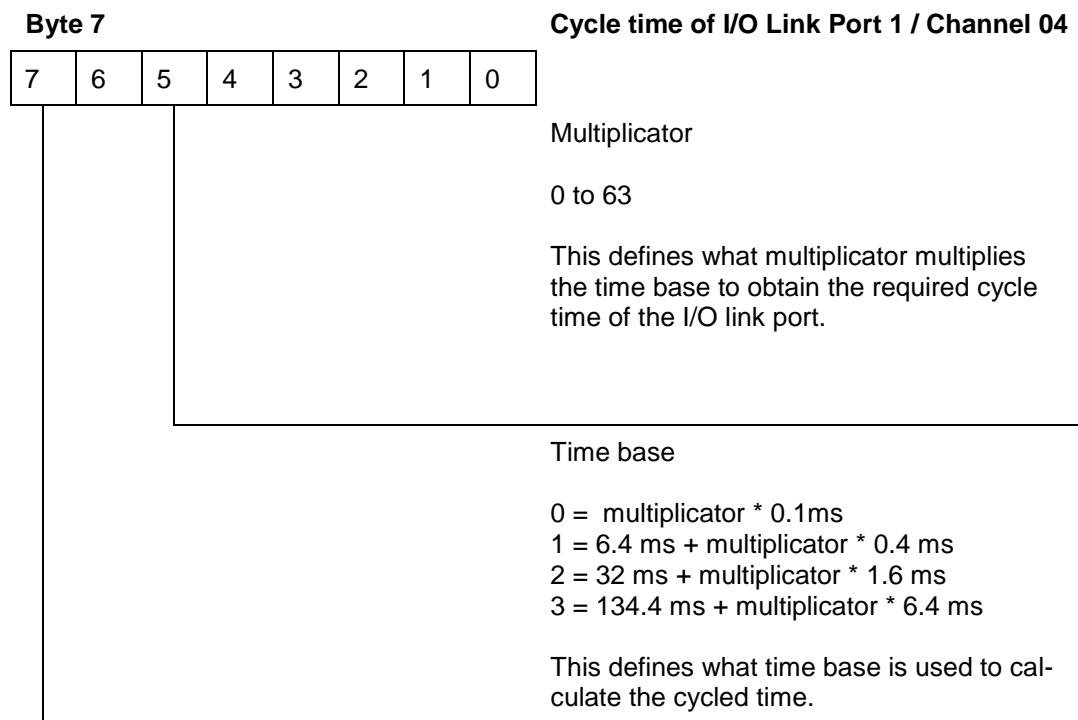 Byte 7 Cycle time of I/O Link Port 1 / Channel 04
7 6 5 4 3 2 1 0
Multiplicator
0 to 63
This defines what multiplicator multiplies
the time base to obtain the required cycle
time of the I/O link port.
Time base
0 = multiplicator * 0.1ms
1 = 6.4 ms + multiplicator * 0.4 ms
2 = 32 ms + multiplicator * 1.6 ms
3 = 134.4 ms + multiplicator * 6.4 ms
This defines what time base is used to cal-
culate the cycled time.